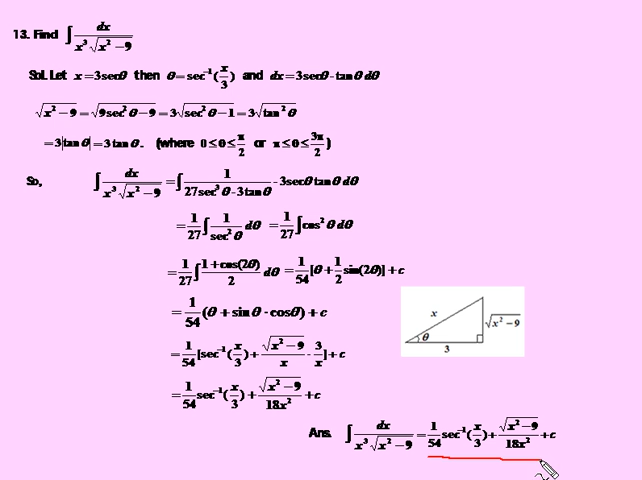 13. Find ∫ dx / (x³√(x² − 9))
Sol. Let x = 3secθ then θ = sec⁻¹(x/3) and dx = 3secθ · tanθ dθ
√(x² − 9) = √(9sec²θ − 9) = 3√(sec²θ − 1) = 3√(tan²θ)
= 3|tanθ| = 3tanθ. (where 0 ≤ θ ≤ π/2 or π ≤ θ ≤ 3π/2)
So, ∫ dx / (x³√(x² − 9)) = ∫ 1 / (27sec³θ · 3tanθ) · 3secθ tanθ dθ
= 1/27 ∫ 1/sec²θ dθ = 1/27 ∫ cos²θ dθ
= 1/27 ∫ (1 + cos(2θ))/2 dθ = 1/54 [θ + 1/2 sin(2θ)] + c
= 1/54 (θ + sinθ · cosθ) + c
x √(x² − 9)
θ
3
= 1/54 [sec⁻¹(x/3) + √(x² − 9)/x · 3/x] + c
= 1/54 sec⁻¹(x/3) + √(x² − 9)/(18x²) + c
Ans. ∫ dx / (x³√(x² − 9)) = 1/54 sec⁻¹(x/3) + √(x² − 9)/(18x²) + c